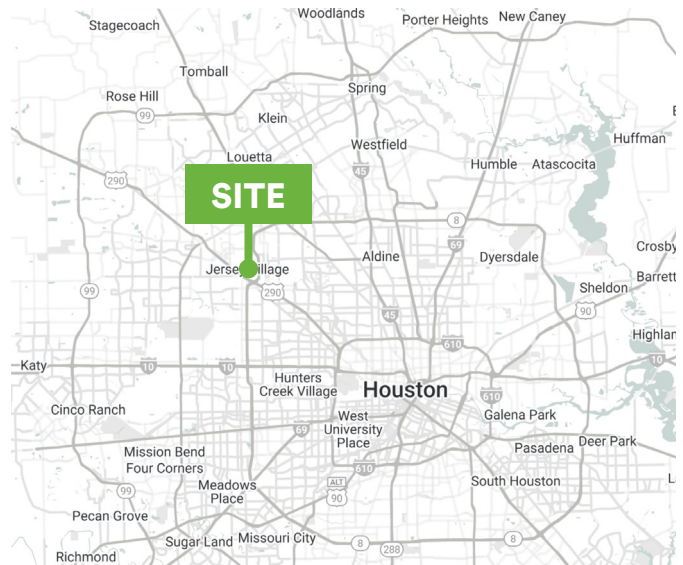 Woodlands
Porter Heights
New Caney
Stagecoach
Tomball
Spring
Rose Hill
99
Klein
Huffman
Westfield
Louetta
Humble
Atascocita
45
290
SITE
8
69
Crosby
Aldine
Dyersdale
Jersey Village
Barrett
Sheldon
99
290
90
45
Highlan
610
10
Katy
10
10
Hunters
Creek Village
Houston
610
Cinco Ranch
West
University
Place
Galena Park
69
Deer Park
Pasadena
Mission Bend
Four Corners
610
South Houston
Meadows
Place
ALT
90
99
Pecan Grove
Sugar Land
Missouri City
8
288
8
Richmond